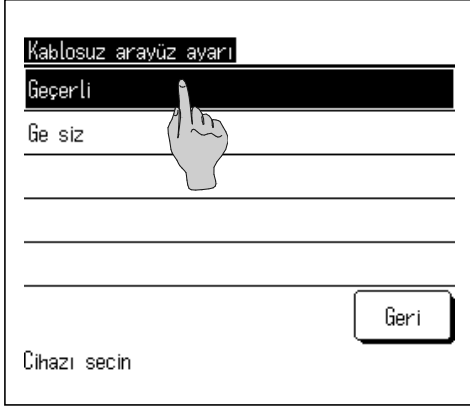 Kablosuz arayüz ayarı
Geçerli
Ge siz
Geri
Cihazı secin